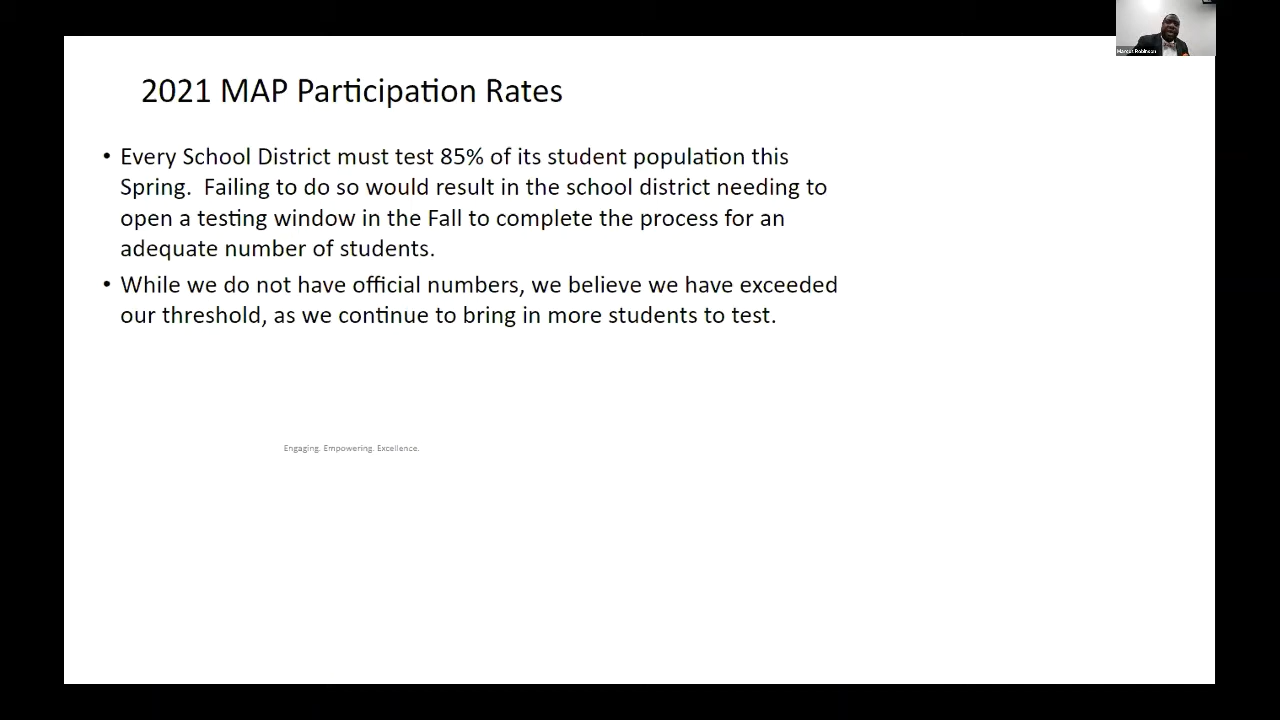 2021 MAP Participation Rates
• Every School District must test 85% of its student population this
Spring.  Failing to do so would result in the school district needing to
open a testing window in the Fall to complete the process for an
adequate number of students.
• While we do not have official numbers, we believe we have exceeded
our threshold, as we continue to bring in more students to test.
Engaging. Empowering. Excellence.
Marcus Robinson